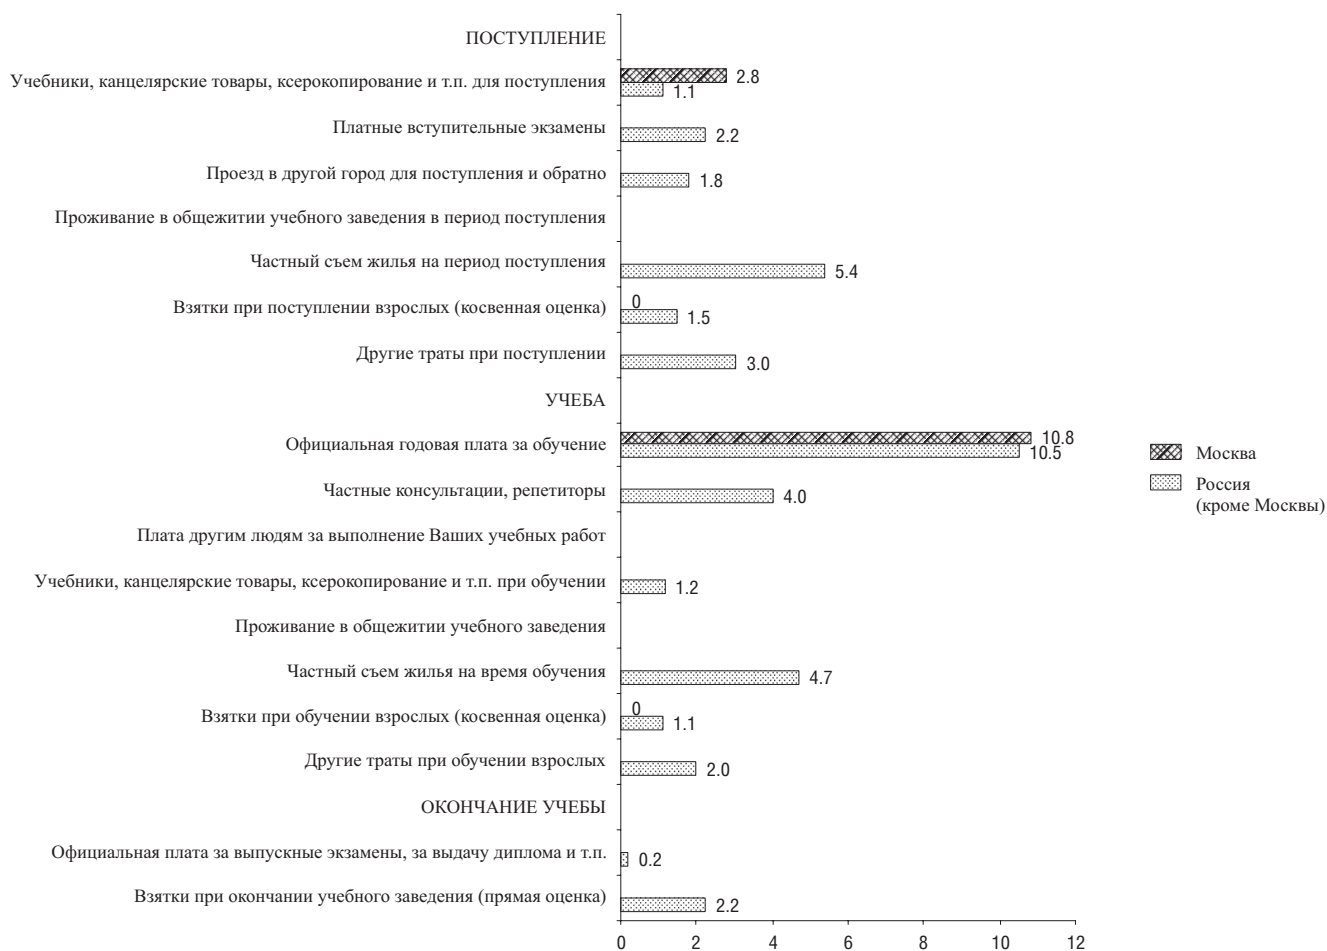 ПОСТУПЛЕНИЕ
Учебники, канцелярские товары, ксерокопирование и т.п. для поступления
2.8
1.1
Платные вступительные экзамены
2.2
Проезд в другой город для поступления и обратно
1.8
Проживание в общежитии учебного заведения в период поступления
Частный съем жилья на период поступления
5.4
Взятки при поступлении взрослых (косвенная оценка)
0
1.5
Другие траты при поступлении
3.0
УЧЕБА
Официальная годовая плата за обучение
10.8
10.5
Частные консультации, репетиторы
4.0
Плата другим людям за выполнение Ваших учебных работ
Учебники, канцелярские товары, ксерокопирование и т.п. при обучении
1.2
Проживание в общежитии учебного заведения
Частный съем жилья на время обучения
4.7
Взятки при обучении взрослых (косвенная оценка)
0
1.1
Другие траты при обучении взрослых
2.0
ОКОНЧАНИЕ УЧЕБЫ
Официальная плата за выпускные экзамены, за выдачу диплома и т.п.
0.2
Взятки при окончании учебного заведения (прямая оценка)
2.2
0 2 4 6 8 10 12
Москва
Россия
(кроме Москвы)